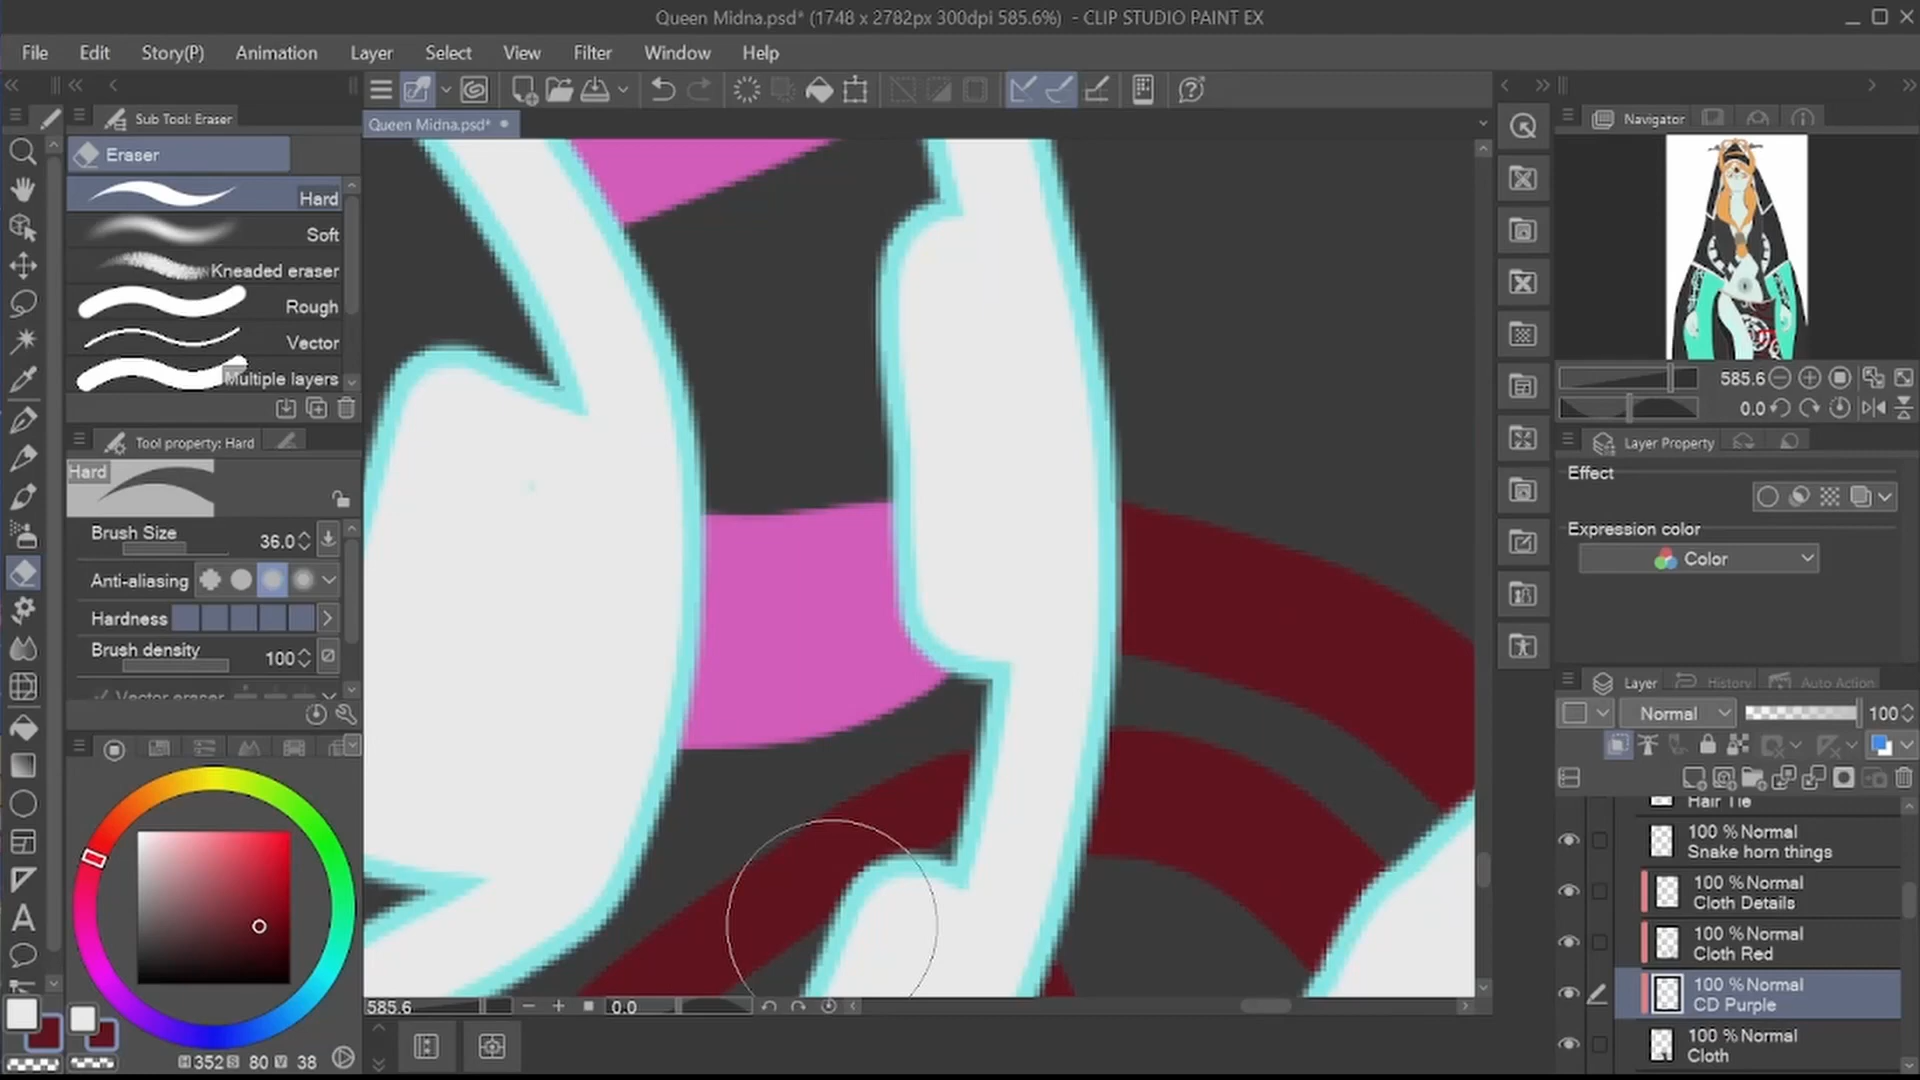 Queen Midna.psd* (1748 x 2782px 300dpi 585.6%)  - CLIP STUDIO PAINT EX
File Edit Story(P) Animation Layer Select View Filter Window Help
Sub Tool: Eraser
Queen Midna.psd*
Navigator
Eraser
Hard
Soft
Kneaded eraser
Rough
Vector
Multiple layers
585.6
0.0
Tool property: Hard
Layer Property
Hard
Effect
Brush Size 36.0
Expression color
Color
Anti-aliasing
Hardness
Brush density 100
Vector eraser
Layer History Auto Action
Normal 100
Hair Tie
100 %Normal
Snake horn things
100 %Normal
Cloth Details
100 %Normal
Cloth Red
100 %Normal
CD Purple
100 %Normal
Cloth
585.6 0.0
H 352 S 80 V 38